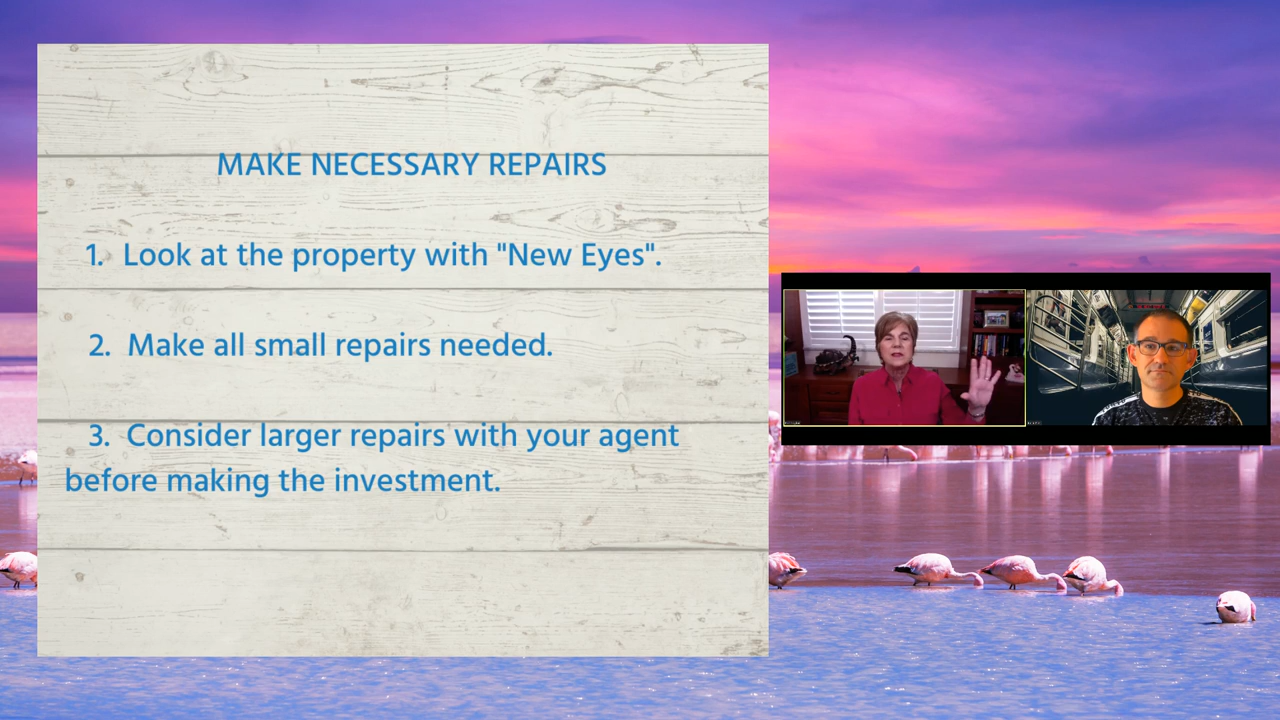 MAKE NECESSARY REPAIRS
1. Look at the property with "New Eyes".
2. Make all small repairs needed.
3. Consider larger repairs with your agent
before making the investment.